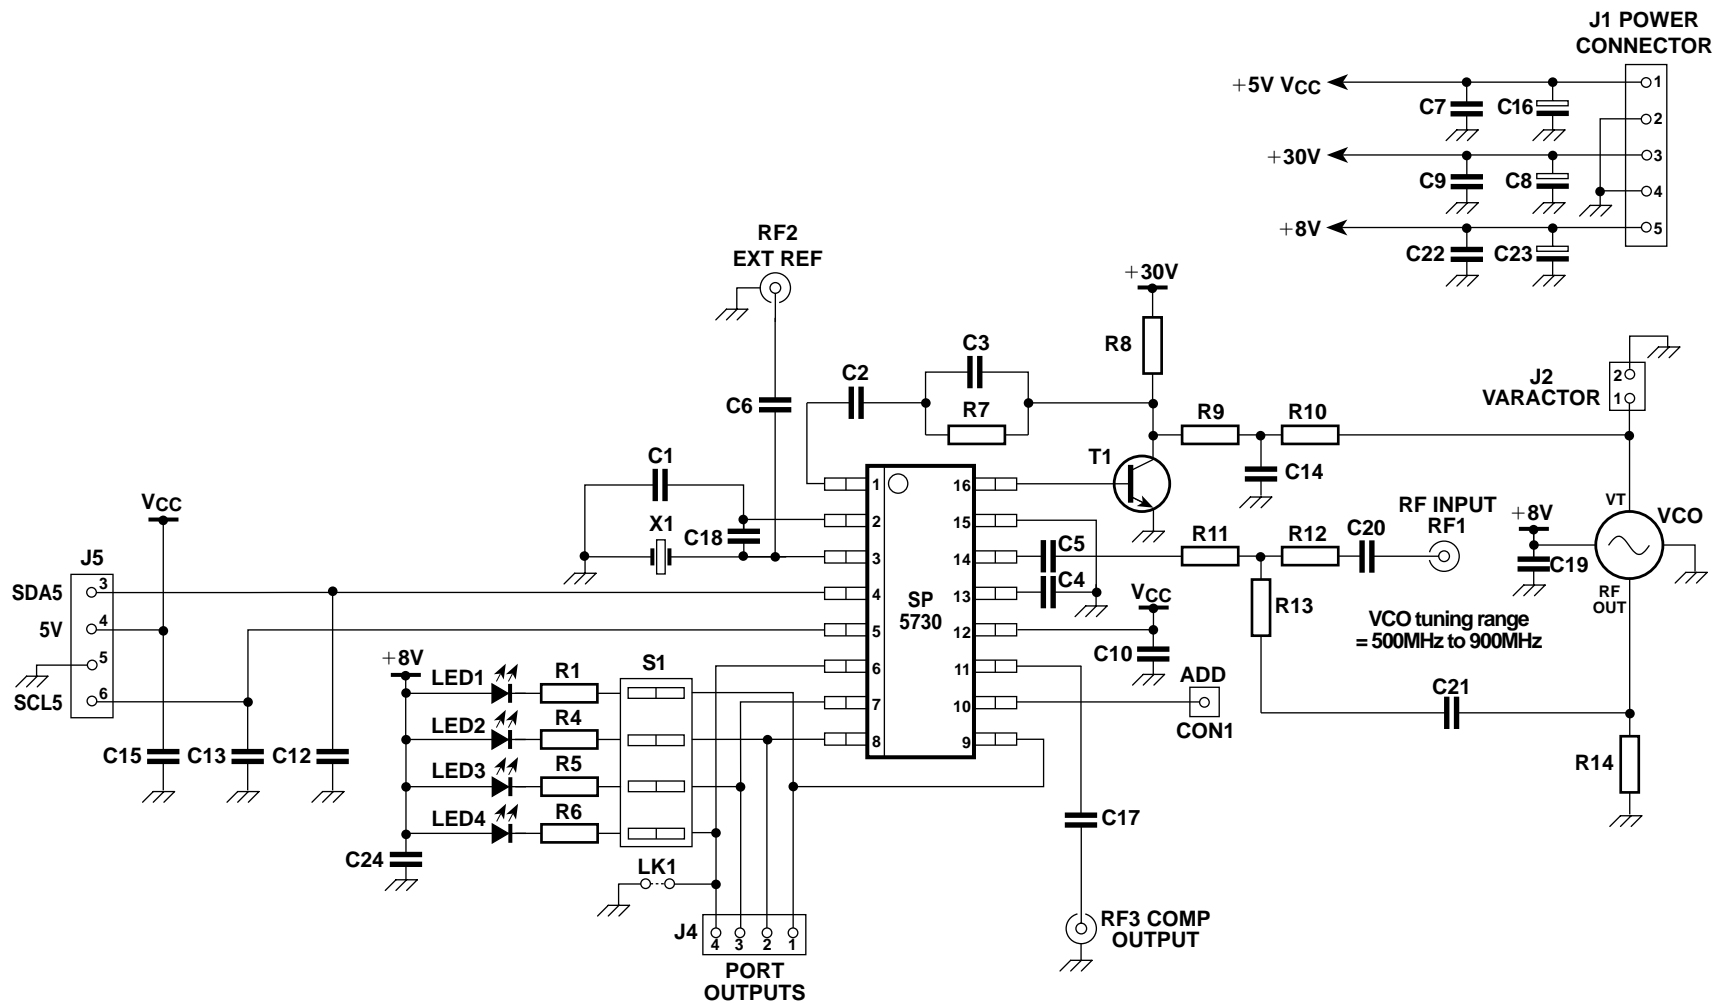 J1 POWER
CONNECTOR
+5V VCC
C7
C16
1
2
+30V
C9
C8
3
4
+8V
C22
C23
5
RF2
EXT REF
+30V
R8
C3
C2
R7
C6
J2
VARACTOR
2
1
R9
R10
C1
T1
C14
VCC
X1
C18
1
2
3
4
5
6
7
8
16
15
14
13
12
11
10
9
SP
5730
C5
C4
R11
R12
C20
RF INPUT
RF1
+8V
C19
VT
VCO
RF
OUT
J5
SDA5
3
5V
4
5
SCL5
6
R13
VCO tuning range
= 500MHz to 900MHz
VCC
C10
ADD
CON1
C21
R14
+8V
S1
LED1
R1
LED2
R4
LED3
R5
LED4
R6
C15
C13
C12
C24
LK1
C17
J4
4
3
2
1
PORT
OUTPUTS
RF3 COMP
OUTPUT